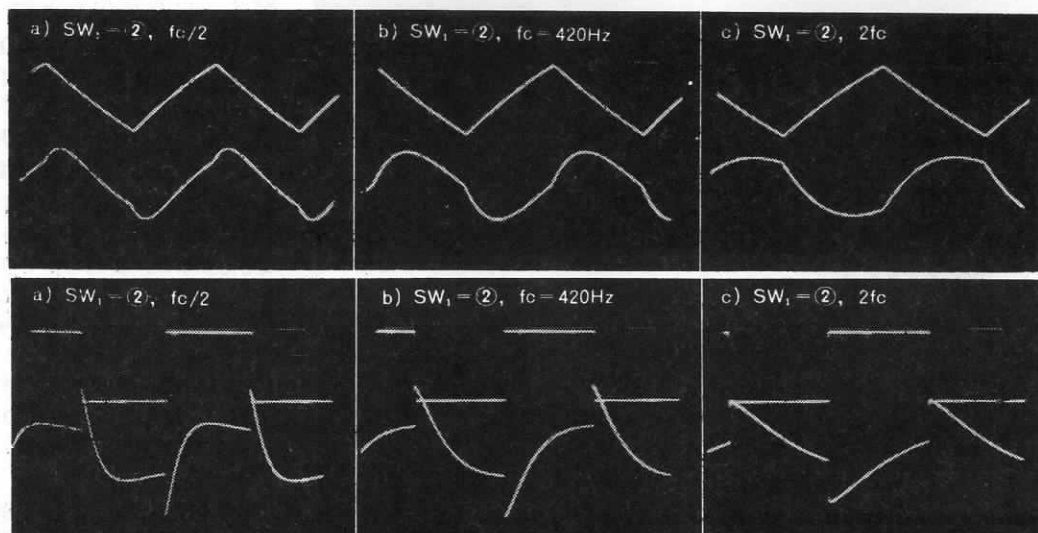 a) SW₁=②, fc/2
b) SW₁=②, fc=420Hz
c) SW₁=②, 2fc
a) SW₁=②, fc/2
b) SW₁=②, fc=420Hz
c) SW₁=②, 2fc